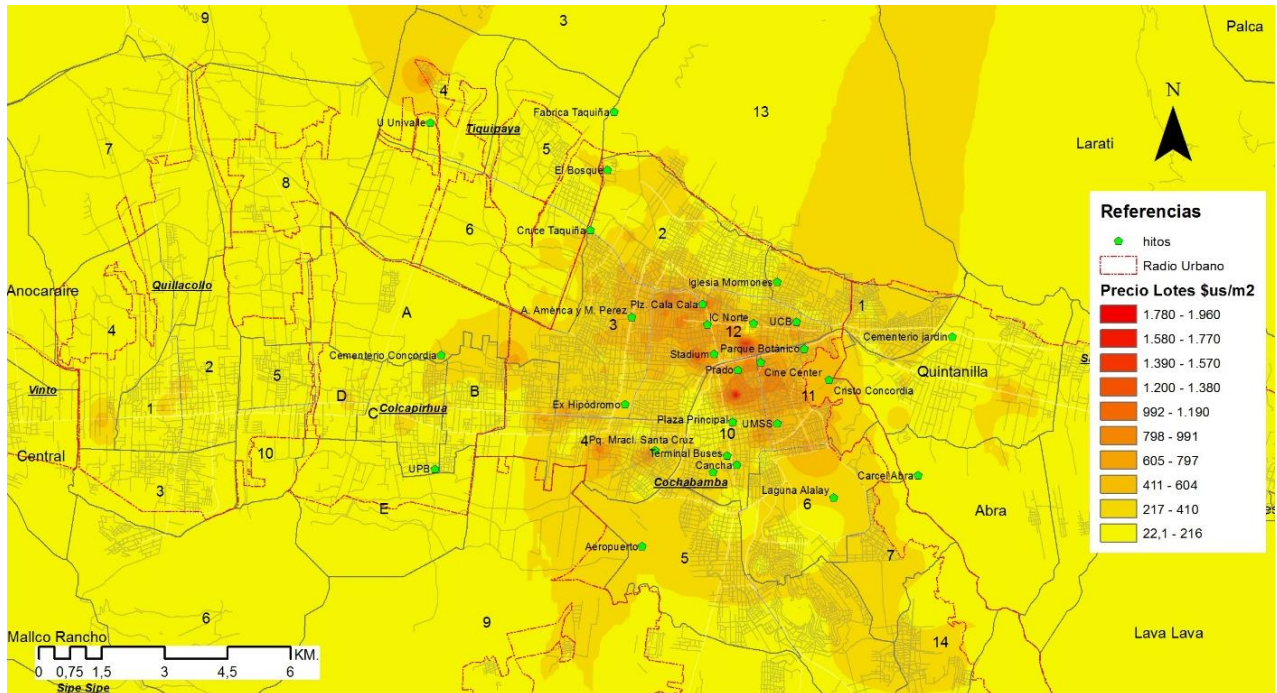 9
3
Palca
4
13
N
Fabrica Taquiña
U Univalle
Tiquipaya
Larati
7
5
El Bosque
8
Referencias
hitos
Radio Urbano
Precio Lotes $us/m2
1.780 - 1.960
1.580 - 1.770
1.390 - 1.570
1.200 - 1.380
992 - 1.190
798 - 991
605 - 797
411 - 604
217 - 410
22,1 - 216
Cruce Taquiña
2
6
Quillacollo
Iglesia Mormones
Anocaraire
Plz. Cala Cala
A. América y M. Perez
1
A
3
IC Norte
UCB
12
4
Cementerio jardin
Parque Botánico
Stadium
Cementerio Concordia
2
5
Prado
Cine Center
Quintanilla
Vinto
D
B
Cristo Concordia
11
1
C
Colcapirhua
Ex Hipódromo
Plaza Principal
UMSS
10
4
Pq. Mracl. Santa Cruz
Central
10
Terminal Buses
UPB
Cancha
Carcel Abra
Cochabamba
3
Laguna Alalay
6
E
Abra
Aeropuerto
5
7
6
9
Mallco Rancho
KM.
0 0,75 1,5 3 4,5 6
14
Lava Lava
Sipe Sipe